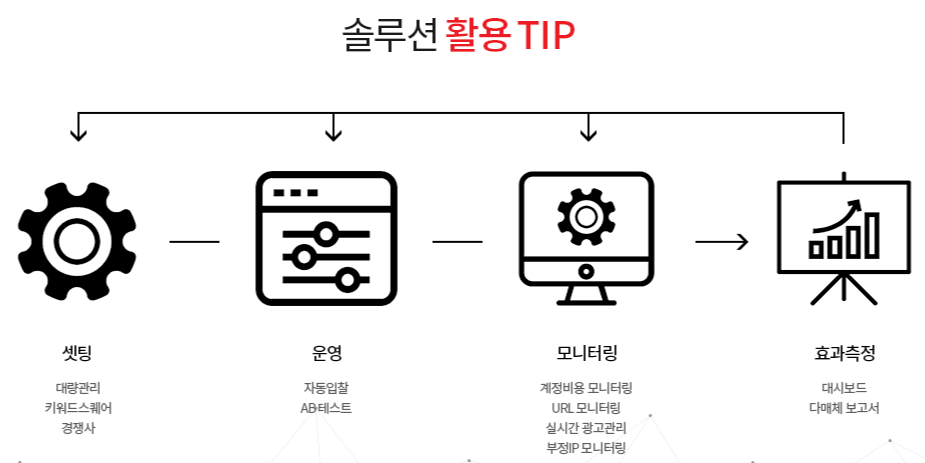 솔루션 활용 TIP
셋팅
대량관리
키워드스퀘어
경쟁사
운영
자동입찰
AB테스트
모니터링
계정비용 모니터링
URL 모니터링
실시간 광고관리
부정IP 모니터링
효과측정
대시보드
다매체 보고서